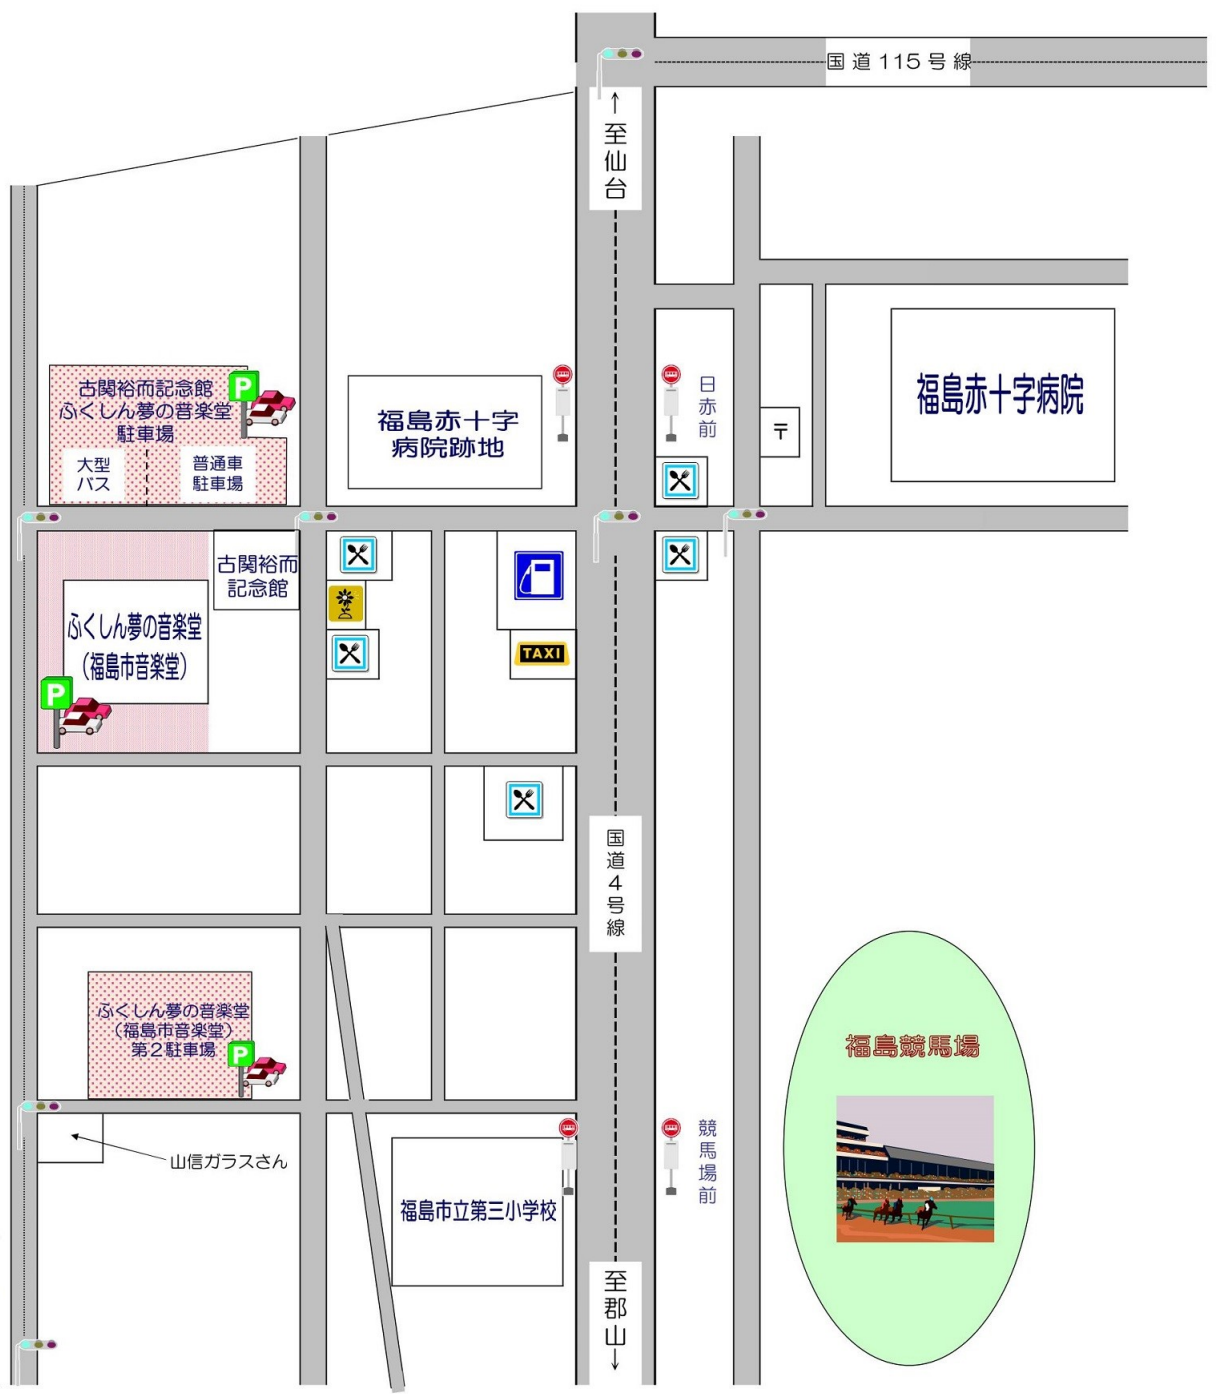 国道115号線
↑
至仙台
古関裕而記念館
ふくしん夢の音楽堂
駐車場
P
大型
バス
普通車
駐車場
福島赤十字
病院跡地
日赤前
〒
福島赤十字病院
古関裕而
記念館
ふくしん夢の音楽堂
(福島市音楽堂)
P
TAXI
国道4号線
ふくしん夢の音楽堂
(福島市音楽堂)
第2駐車場
P
福島競馬場
山信ガラスさん
競馬場前
福島市立第三小学校
至郡山
↓